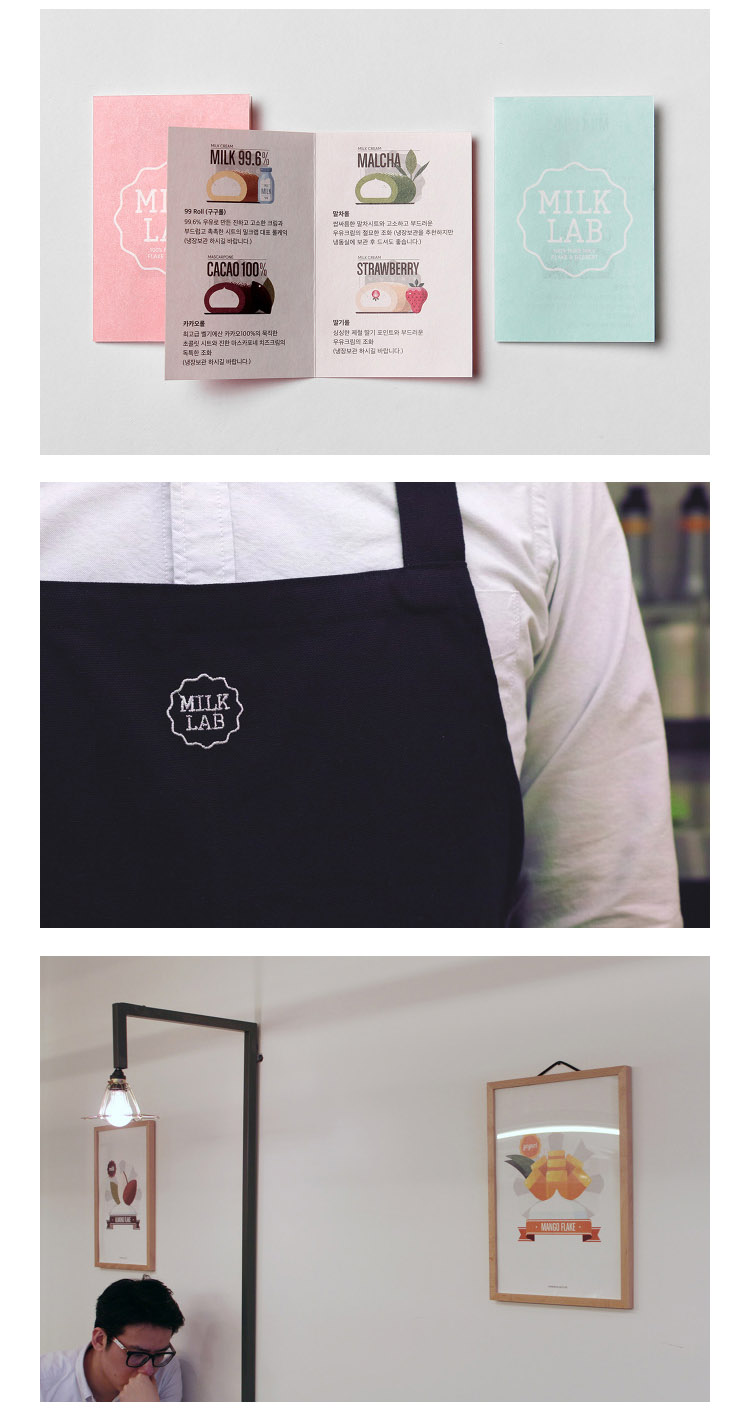 MILK
LAB
MILK CREAM
MILK 99.6%
99 Roll (구구롤)
99.6% 우유로 만든 진하고 고소한 크림과
부드럽고 촉촉한 시트의 밀크랩 대표 롤케익
(냉장보관 하시길 바랍니다.)
MASCARPONE
CACAO 100%
카카오롤
최고급 벨기에산 카카오100%의 묵직한
초콜릿 시트와 진한 마스카포네 치즈크림의
독특한 조화
(냉장보관 하시길 바랍니다.)
MILK CREAM
MALCHA
말차롤
쌉싸름한 말차시트와 고소하고 부드러운
우유크림의 절묘한 조화 (냉장보관을 추천하지만
냉동실에 보관 후 드셔도 좋습니다.)
MILK CREAM
STRAWBERRY
딸기롤
싱싱한 제철 딸기 포인트와 부드러운
우유크림의 조화
(냉장보관 하시길 바랍니다.)
MILK
LAB
MILK
LAB
MANGO FLAKE